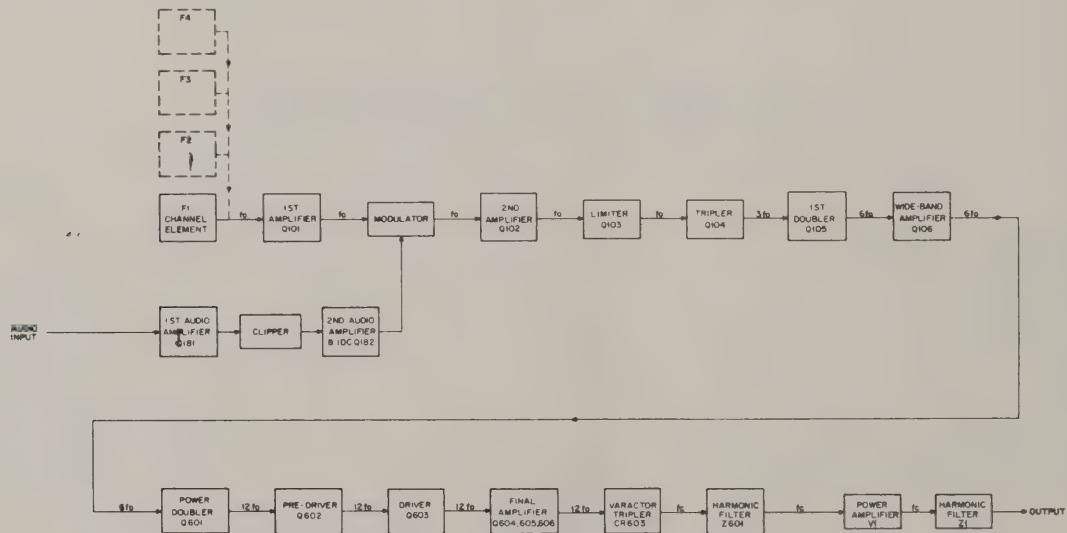 F4
F3
F2
F1
CHANNEL
ELEMENT
fo
1ST
AMPLIFIER
Q101
fo
MODULATOR
fo
2ND
AMPLIFIER
Q102
fo
LIMITER
Q103
fo
TRIPLER
Q104
3fo
1ST
DOUBLER
Q105
6fo
WIDE-BAND
AMPLIFIER
Q106
6fo
AUDIO
INPUT
1ST AUDIO
AMPLIFIER
Q181
CLIPPER
2ND AUDIO
AMPLIFIER
& IDC Q182
6fo
POWER
DOUBLER
Q601
12fo
PRE-DRIVER
Q602
12fo
DRIVER
Q603
12fo
FINAL
AMPLIFIER
Q604,605,606
12fo
VARACTOR
TRIPLER
CR603
fc
HARMONIC
FILTER
Z601
fc
POWER
AMPLIFIER
V1
fc
HARMONIC
FILTER
Z1
OUTPUT